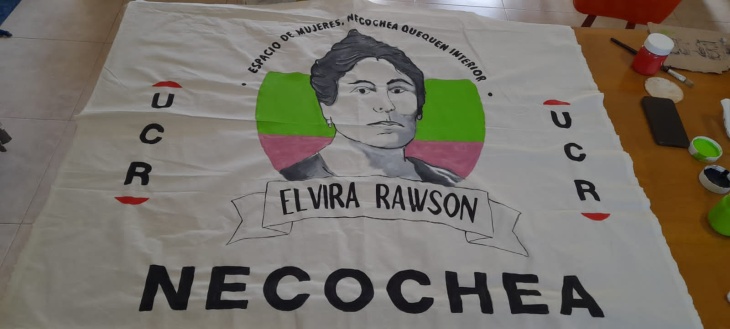 ESPACIO DE MUJERES, NECOCHEA QUEQUEN INTERIOR
UCR
UCR
ELVIRA RAWSON
NECOCHEA